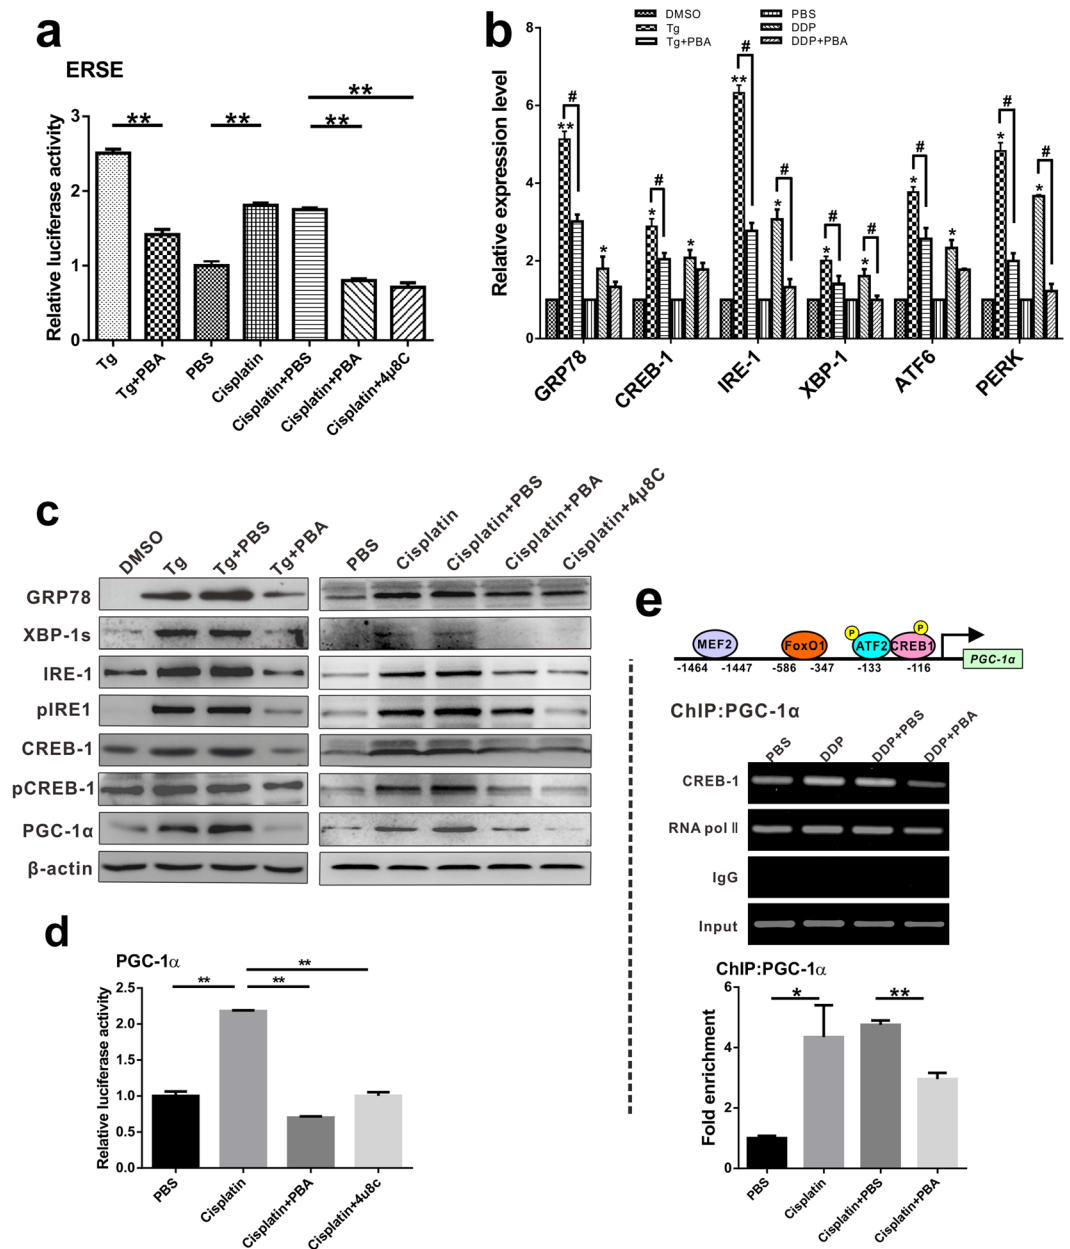 a
ERSE
Relative luciferase activity
3
2
1
0
**
**
**
**
Tg
Tg+PBA
PBS
Cisplatin
Cisplatin+PBS
Cisplatin+PBA
Cisplatin+4μ8C
b
DMSO
Tg
Tg+PBA
PBS
DDP
DDP+PBA
Relative expression level
8
6
4
2
0
**
#
*
*
#
*
**
#
*
#
*
#
*
#
*
#
*
*
#
*
#
GRP78
CREB-1
IRE-1
XBP-1
ATF6
PERK
c
DMSO
Tg
Tg+PBS
Tg+PBA
PBS
Cisplatin
Cisplatin+PBS
Cisplatin+PBA
Cisplatin+4μ8C
GRP78
XBP-1s
IRE-1
pIRE1
CREB-1
pCREB-1
PGC-1α
β-actin
d
PGC-1α
Relative luciferase activity
2.5
2.0
1.0
0.5
0.0
**
**
**
PBS
Cisplatin
Cisplatin+PBA
Cisplatin+4u8c
e
MEF2
FoxO1
P
ATF2
P
CREB1
-1464
-1447
-586
-347
-133
-116
PGC-1α
ChIP:PGC-1α
PBS
DDP
DDP+PBS
DDP+PBA
CREB-1
RNA pol Ⅱ
IgG
Input
ChIP:PGC-1α
Fold enrichment
6
4
2
0
*
**
PBS
Cisplatin
Cisplatin+PBS
Cisplatin+PBA